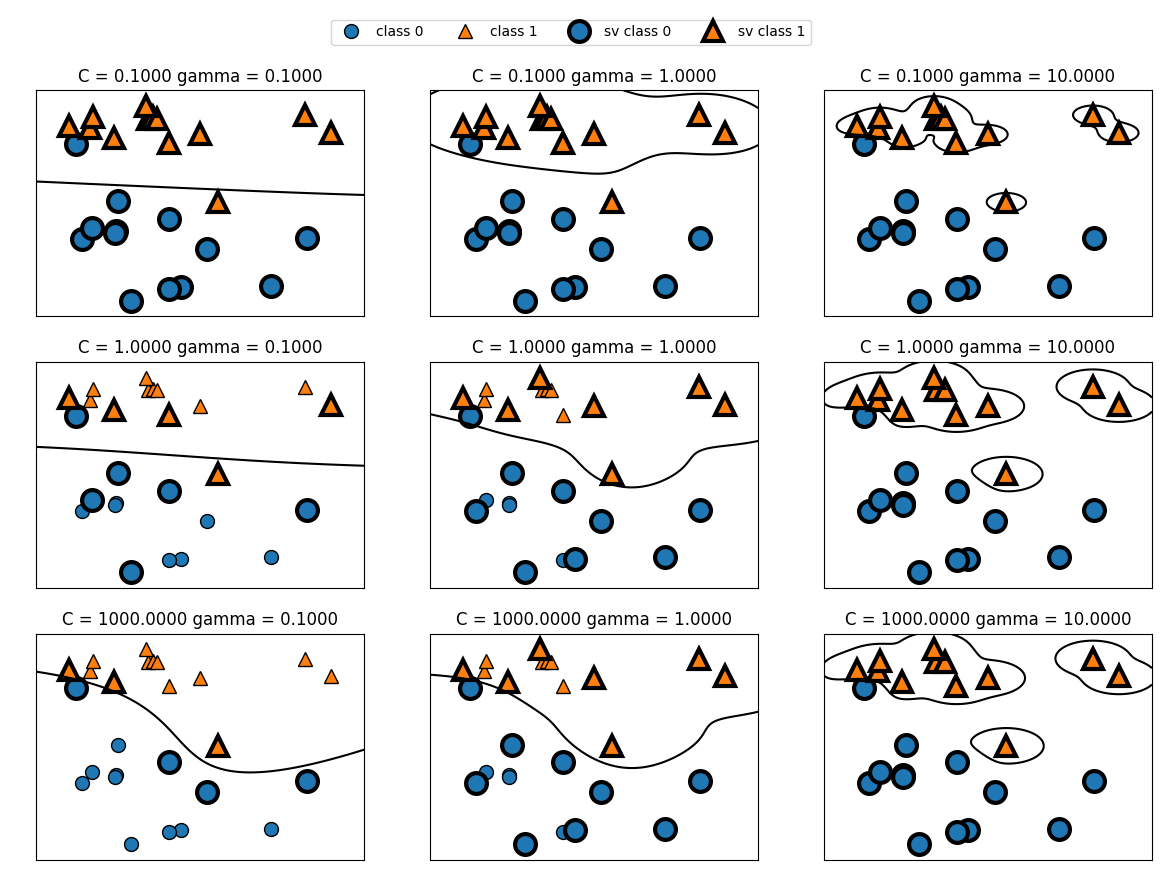 class 0 class 1 sv class 0 sv class 1
C = 0.1000 gamma = 0.1000
C = 0.1000 gamma = 1.0000
C = 0.1000 gamma = 10.0000
C = 1.0000 gamma = 0.1000
C = 1.0000 gamma = 1.0000
C = 1.0000 gamma = 10.0000
C = 1000.0000 gamma = 0.1000
C = 1000.0000 gamma = 1.0000
C = 1000.0000 gamma = 10.0000